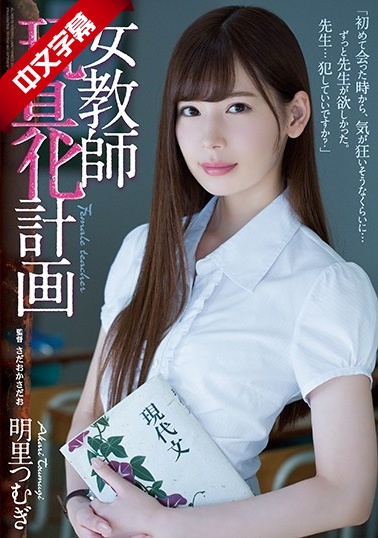 中文字幕
「初めて会った時から、気が狂いそうなくらいに…
ずっと先生が欲しかった。
先生…犯していいですか？」
女教師
玩具化計画
Female teacher
監督 さだおかさだお
明里つむぎ
Akari Tsumugi
現代文